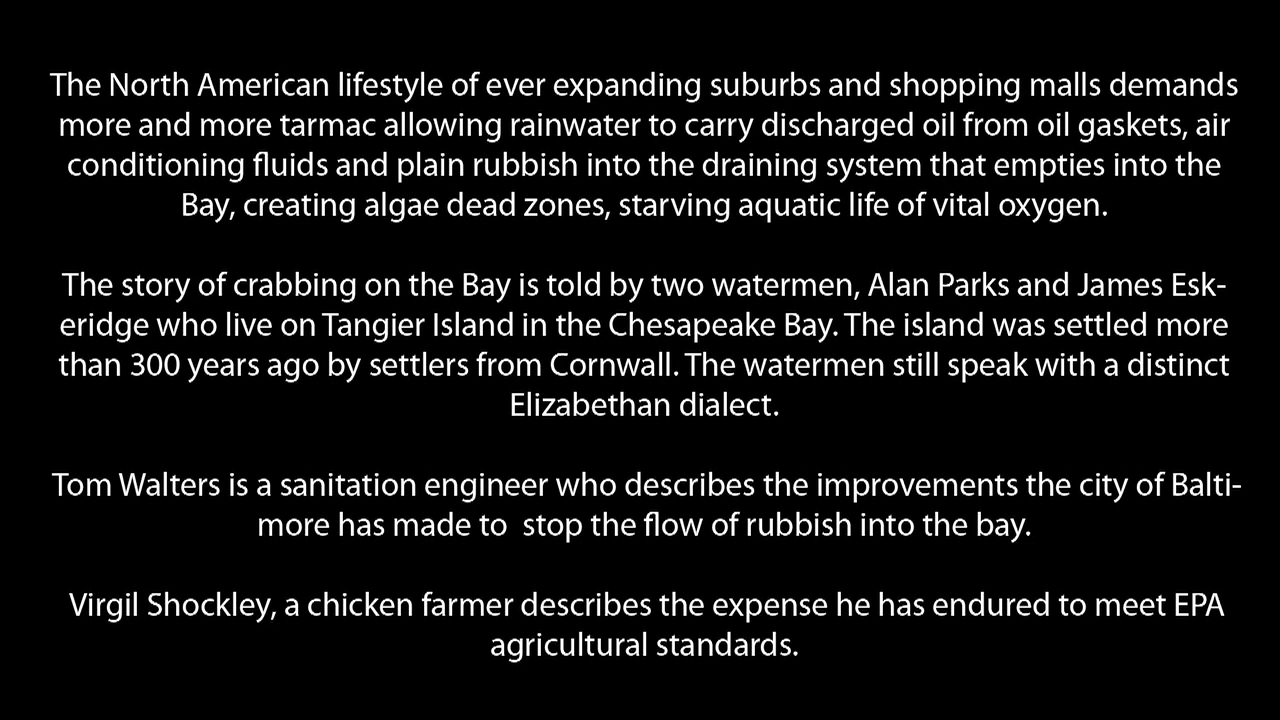 The North American lifestyle of ever expanding suburbs and shopping malls demands
more and more tarmac allowing rainwater to carry discharged oil from oil gaskets, air
conditioning fluids and plain rubbish into the draining system that empties into the
Bay, creating algae dead zones, starving aquatic life of vital oxygen.
The story of crabbing on the Bay is told by two watermen, Alan Parks and James Esk-
eridge who live on Tangier Island in the Chesapeake Bay. The island was settled more
than 300 years ago by settlers from Cornwall. The watermen still speak with a distinct
Elizabethan dialect.
Tom Walters is a sanitation engineer who describes the improvements the city of Balti-
more has made to  stop the flow of rubbish into the bay.
Virgil Shockley, a chicken farmer describes the expense he has endured to meet EPA
agricultural standards.